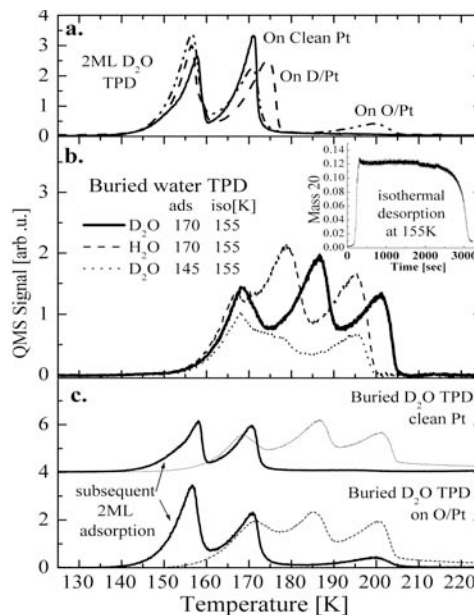 a.
2ML D₂O
TPD
On Clean Pt
On D/Pt
On O/Pt
3
2
1
0
b.
Buried water TPD
ads iso[K]
D₂O 170 155
H₂O 170 155
D₂O 145 155
QMS Signal [arb .u.]
3
2
1
0
Mass 20
0.12
0.10
0.08
0.06
0.04
0.02
0.00
isothermal
desorption
at 155K
0 1000 2000 3000
Time [sec]
c.
Buried D₂O TPD
clean Pt
subsequent
2ML
adsorption
Buried D₂O TPD
on O/Pt
6
4
2
0
130 140 150 160 170 180 190 200 210 220
Temperature [K]